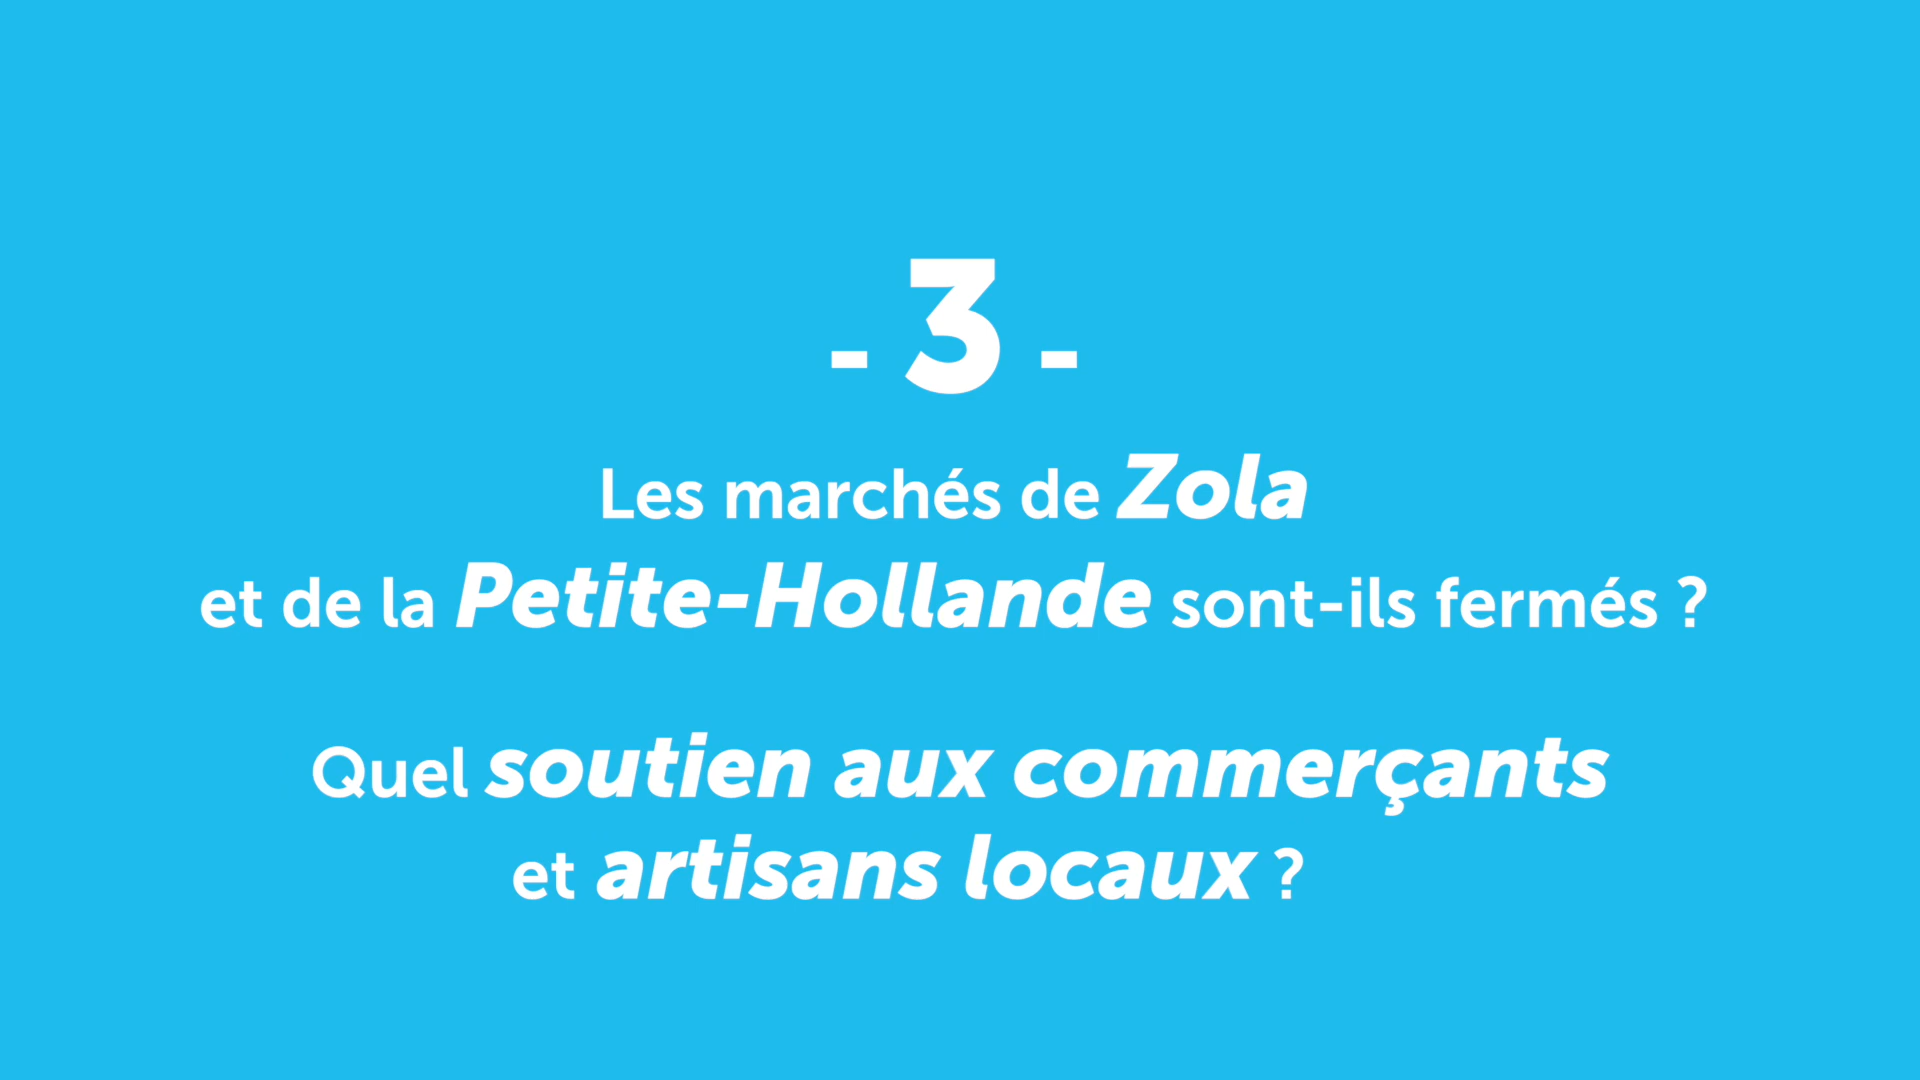 - 3 -
Les marchés de Zola
et de la Petite-Hollande sont-ils fermés ?
Quel soutien aux commerçants
et artisans locaux ?